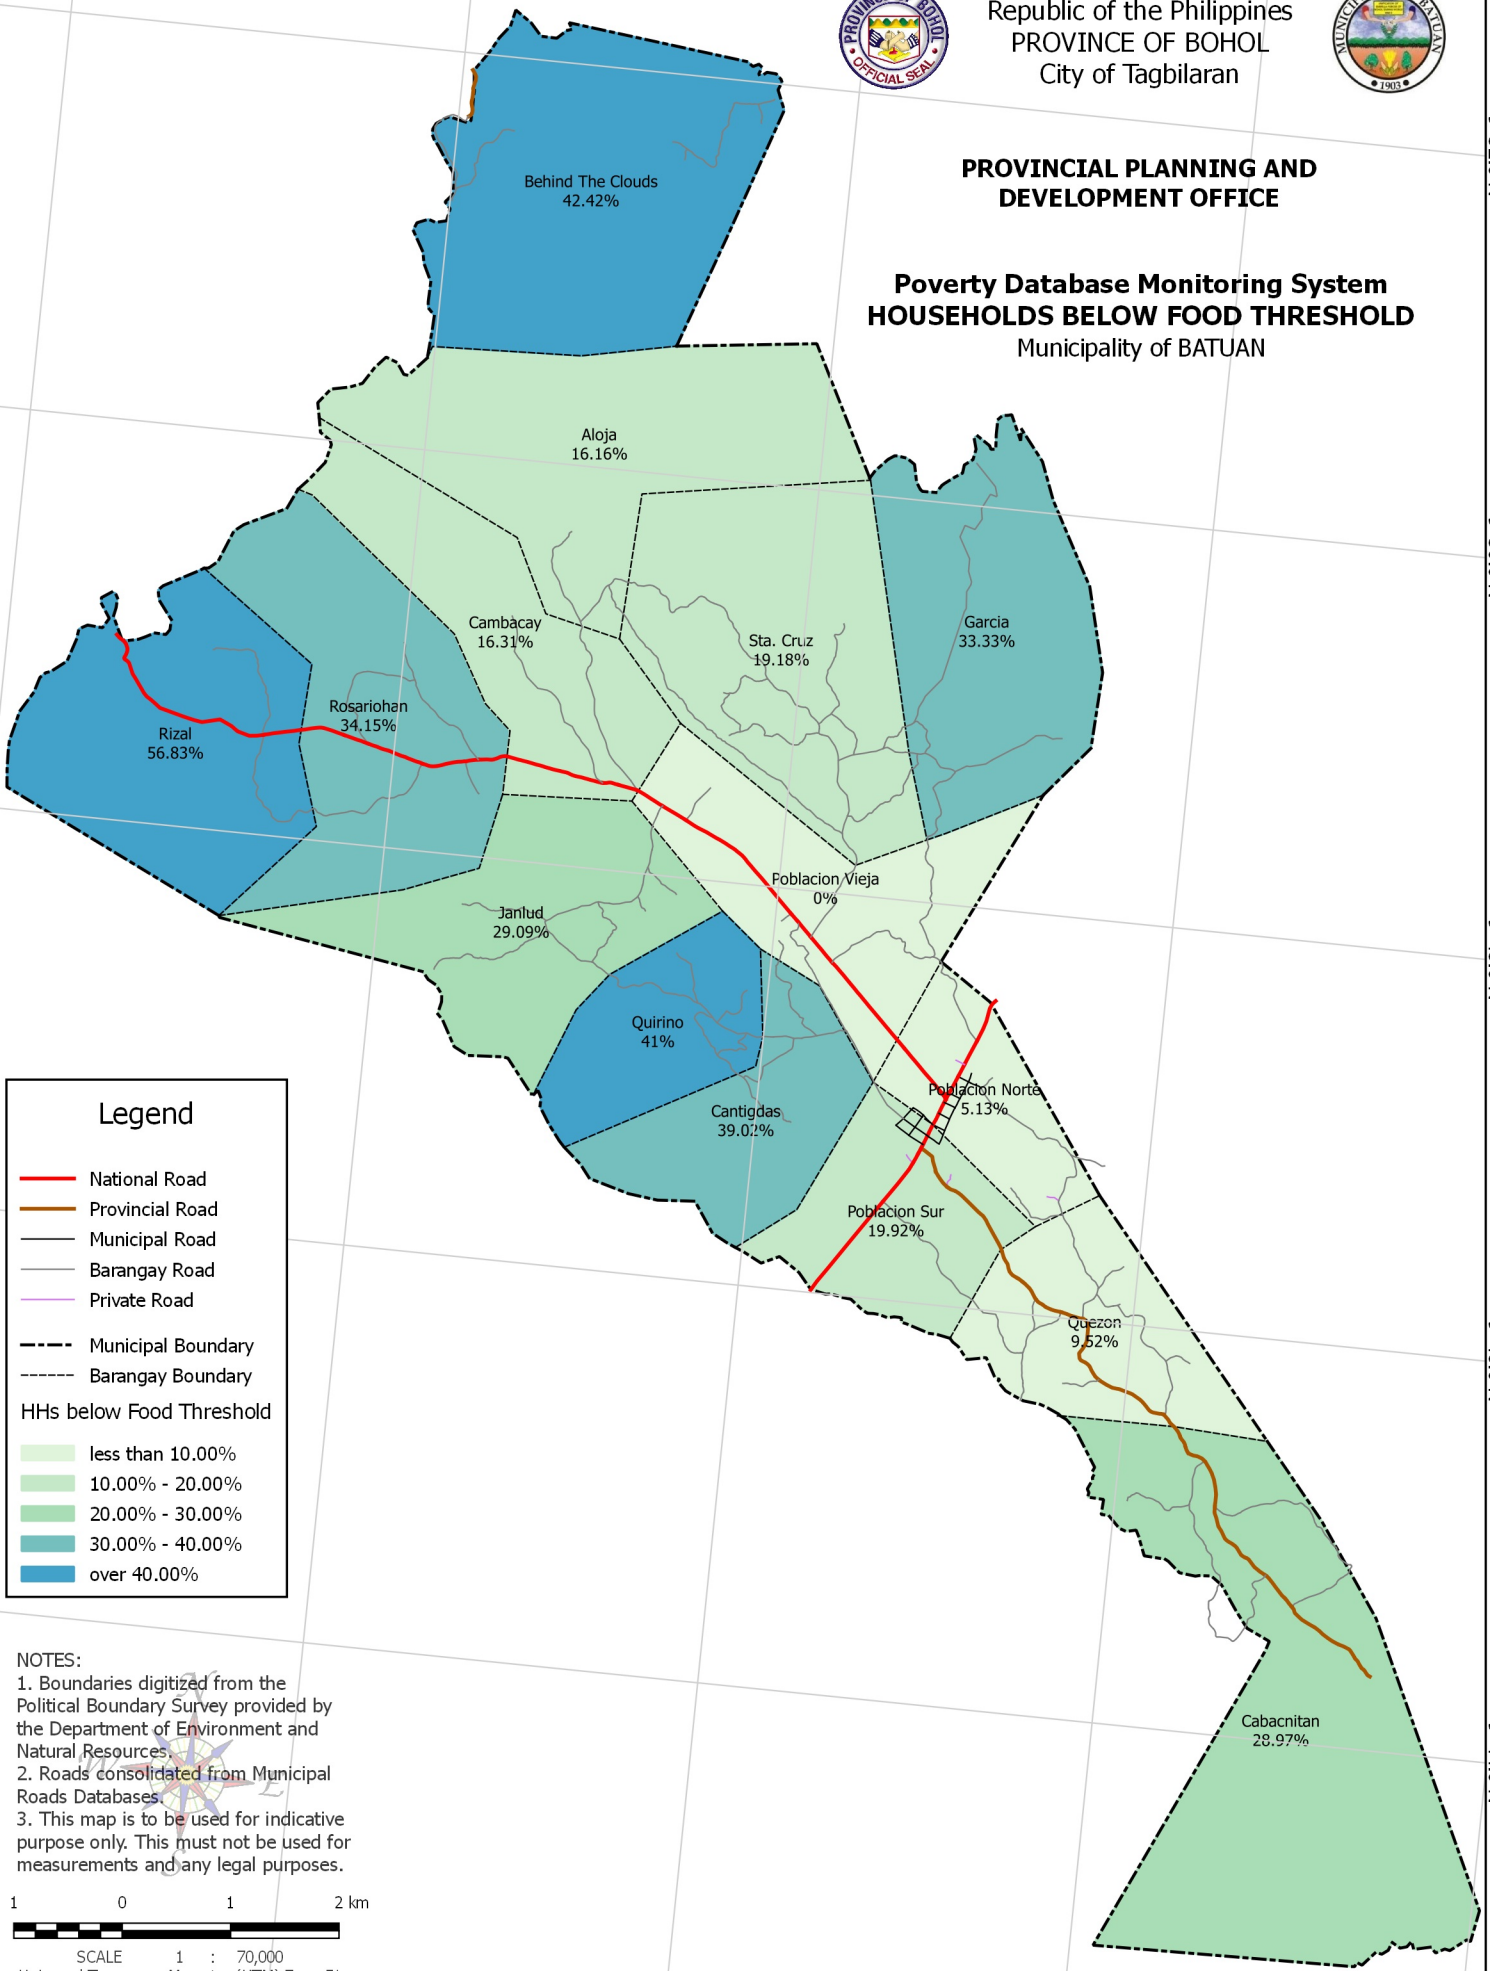 Republic of the Philippines
PROVINCE OF BOHOL
City of Tagbilaran
PROVINCE OF BOHOL
OFFICIAL SEAL
BATUAN
1903
PROVINCIAL PLANNING AND
DEVELOPMENT OFFICE
Poverty Database Monitoring System
HOUSEHOLDS BELOW FOOD THRESHOLD
Municipality of BATUAN
Behind The Clouds
42.42%
Aloja
16.16%
Cambacay
16.31%
Sta. Cruz
19.18%
Garcia
33.33%
Rosariohan
34.15%
Rizal
56.83%
Poblacion Vieja
0%
Janlud
29.09%
Quirino
41%
Cantigdas
39.02%
Poblacion Norte
5.13%
Poblacion Sur
19.92%
Quezon
9.52%
Cabacnitan
28.97%
Legend
National Road
Provincial Road
Municipal Road
Barangay Road
Private Road
Municipal Boundary
Barangay Boundary
HHs below Food Threshold
less than 10.00%
10.00% - 20.00%
20.00% - 30.00%
30.00% - 40.00%
over 40.00%
NOTES:
1. Boundaries digitized from the
Political Boundary Survey provided by
the Department of Environment and
Natural Resources.
2. Roads consolidated from Municipal
Roads Databases.
3. This map is to be used for indicative
purpose only. This must not be used for
measurements and any legal purposes.
N
W
E
S
1 0 1 2 km
SCALE 1 : 70,000